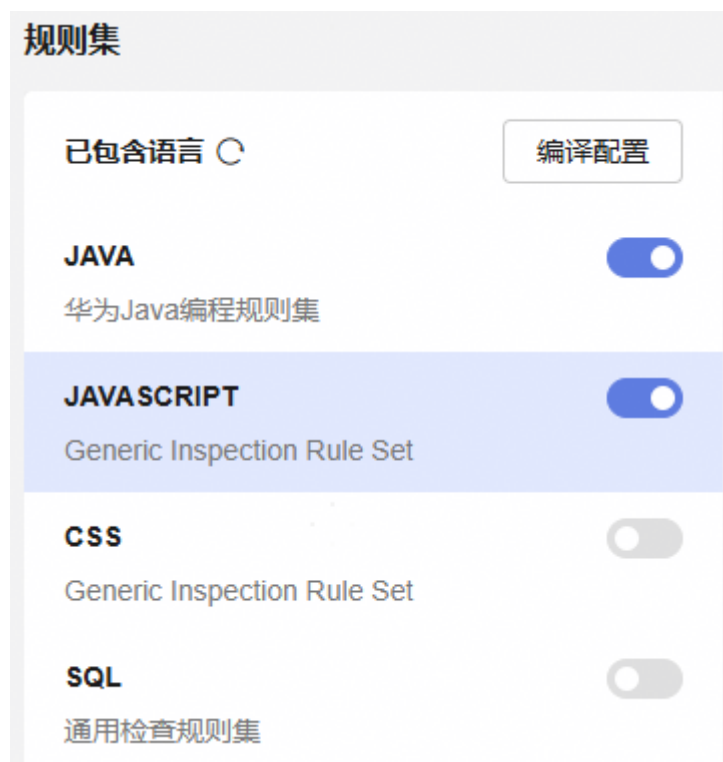 规则集
已包含语言
编译配置
JAVA
华为Java编程规则集
JAVASCRIPT
Generic Inspection Rule Set
CSS
Generic Inspection Rule Set
SQL
通用检查规则集